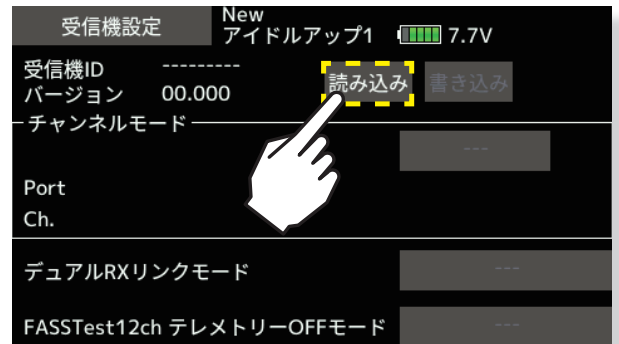 受信機設定
New
アイドルアップ1 7.7V
受信機ID ---------
バージョン 00.000
読み込み 書き込み
チャンネルモード
---
Port
Ch.
デュアルRXリンクモード ---
FASSTest12ch テレメトリーOFFモード ---